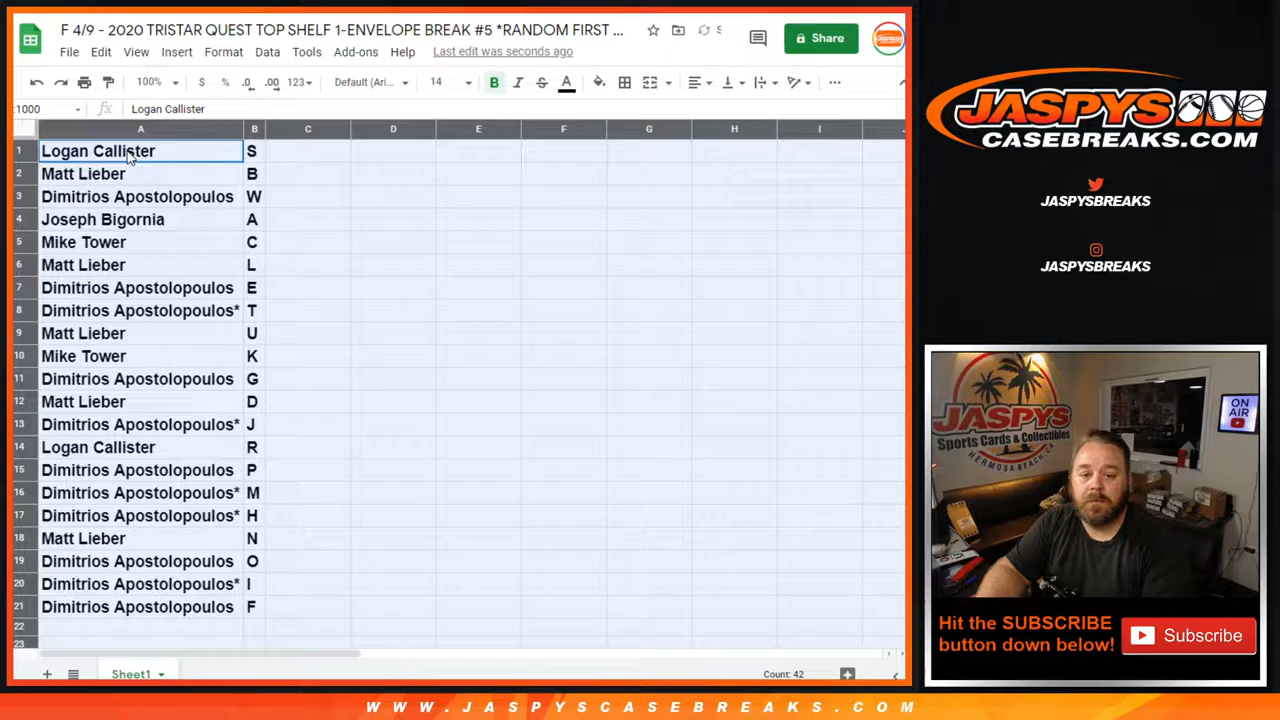 F 4/9 - 2020 TRISTAR QUEST TOP SHELF 1-ENVELOPE BREAK #5 *RANDOM FIRST ...
File Edit View Insert Format Data Tools Add-ons Help Last edit was seconds ago
Share
100% $ % .0 .00 123 Default (Ari... 14 B I S A
:1000 fx Logan Callister
A B C D E F G H I
1 Logan Callister S
2 Matt Lieber B
3 Dimitrios Apostolopoulos W
4 Joseph Bigornia A
5 Mike Tower C
6 Matt Lieber L
7 Dimitrios Apostolopoulos E
8 Dimitrios Apostolopoulos* T
9 Matt Lieber U
10 Mike Tower K
11 Dimitrios Apostolopoulos G
12 Matt Lieber D
13 Dimitrios Apostolopoulos* J
14 Logan Callister R
15 Dimitrios Apostolopoulos P
16 Dimitrios Apostolopoulos* M
17 Dimitrios Apostolopoulos* H
18 Matt Lieber N
19 Dimitrios Apostolopoulos O
20 Dimitrios Apostolopoulos* I
21 Dimitrios Apostolopoulos F
22
23
Sheet1 Count: 42
JASPYS
CASEBREAKS.COM
JASPYSBREAKS
JASPYSBREAKS
JASPYS
Sports Cards & Collectibles
HERMOSA BEACH, CA
ON
AIR
Hit the SUBSCRIBE
button down below!
Subscribe
WWW.JASPYSCASEBREAKS.COM